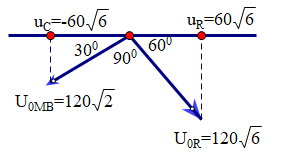 u_C=-60√6 u_R=60√6
30⁰ 90⁰ 60⁰
U_0MB=120√2
U_0R=120√6